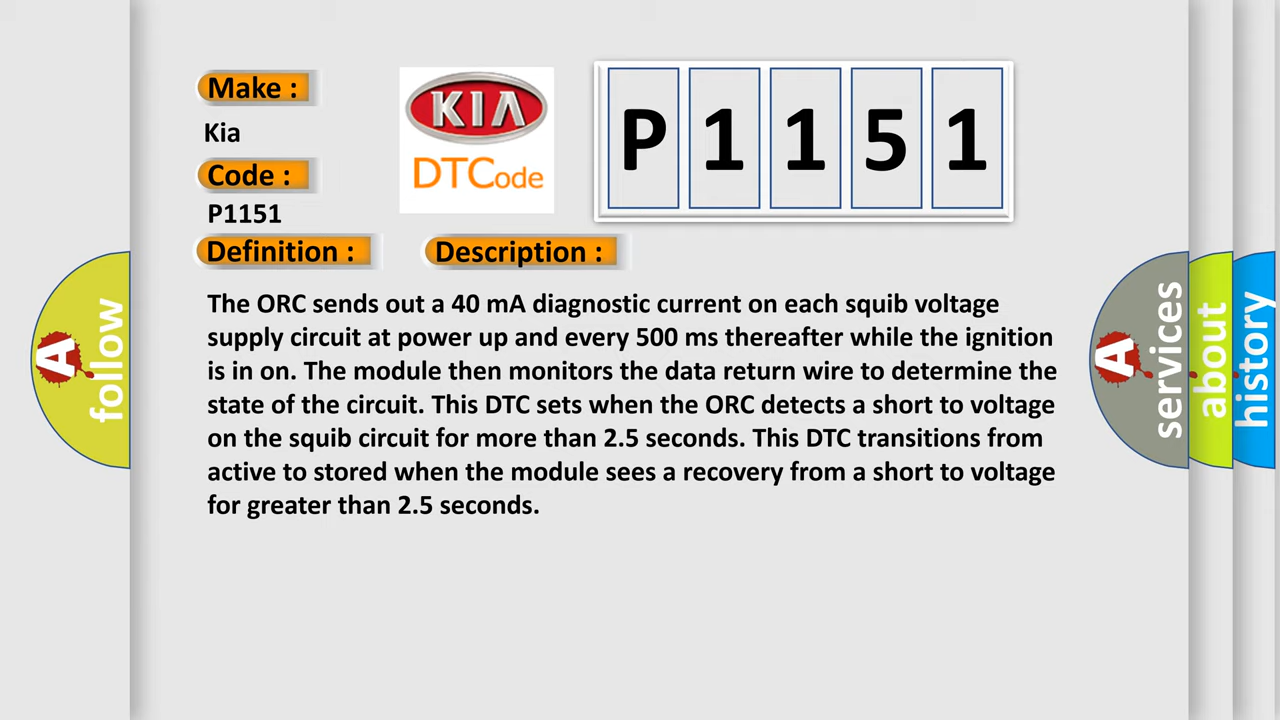 Make :
Kia
Code :
P1151
KIA
DTCode
P 1 1 5 1
Definition :
Description :
The ORC sends out a 40 mA diagnostic current on each squib voltage
supply circuit at power up and every 500 ms thereafter while the ignition
is in on. The module then monitors the data return wire to determine the
state of the circuit. This DTC sets when the ORC detects a short to voltage
on the squib circuit for more than 2.5 seconds. This DTC transitions from
active to stored when the module sees a recovery from a short to voltage
for greater than 2.5 seconds.
A
follow
A
services
about
history